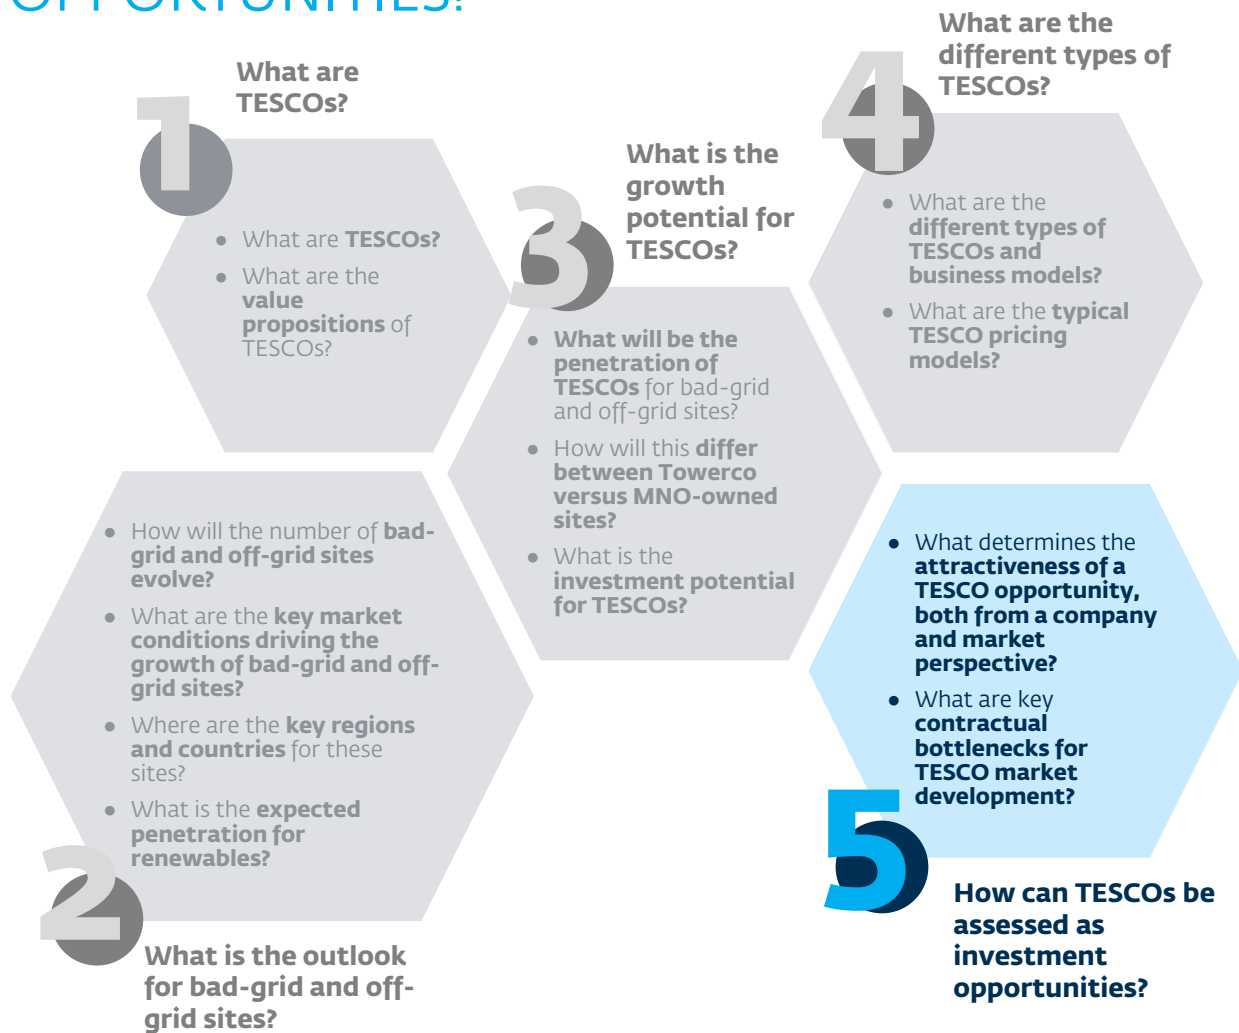 OPPORTUNITIES?
1
What are
TESCOs?
● What are TESCOs?
● What are the
value
propositions of
TESCOs?
2
● How will the number of bad-
grid and off-grid sites
evolve?
● What are the key market
conditions driving the
growth of bad-grid and off-
grid sites?
● Where are the key regions
and countries for these
sites?
● What is the expected
penetration for
renewables?
What is the outlook
for bad-grid and off-
grid sites?
3
What is the
growth
potential for
TESCOs?
● What will be the
penetration of
TESCOs for bad-grid
and off-grid sites?
● How will this differ
between Towerco
versus MNO-owned
sites?
● What is the
investment potential
for TESCOs?
4
What are the
different types of
TESCOs?
● What are the
different types of
TESCOs and
business models?
● What are the typical
TESCO pricing
models?
5
● What determines the
attractiveness of a
TESCO opportunity,
both from a company
and market
perspective?
● What are key
contractual
bottlenecks for
TESCO market
development?
How can TESCOs be
assessed as
investment
opportunities?